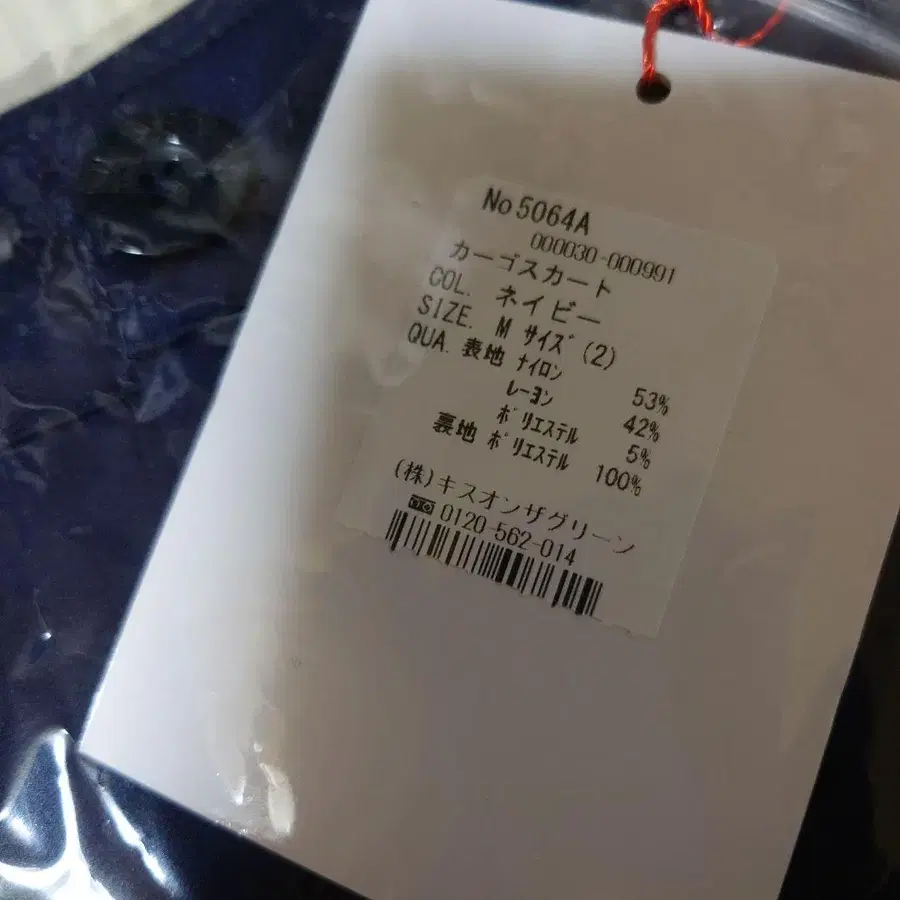 No 5064A
000030-000991
カーゴスカート
COL. ネイビー
SIZE. M サイズ (2)
QUA. 表地 ナイロン 53%
レーヨン 42%
ポリエステル 5%
裏地 ポリエステル 100%
(株)キスオンザグリーン
0120-562-014